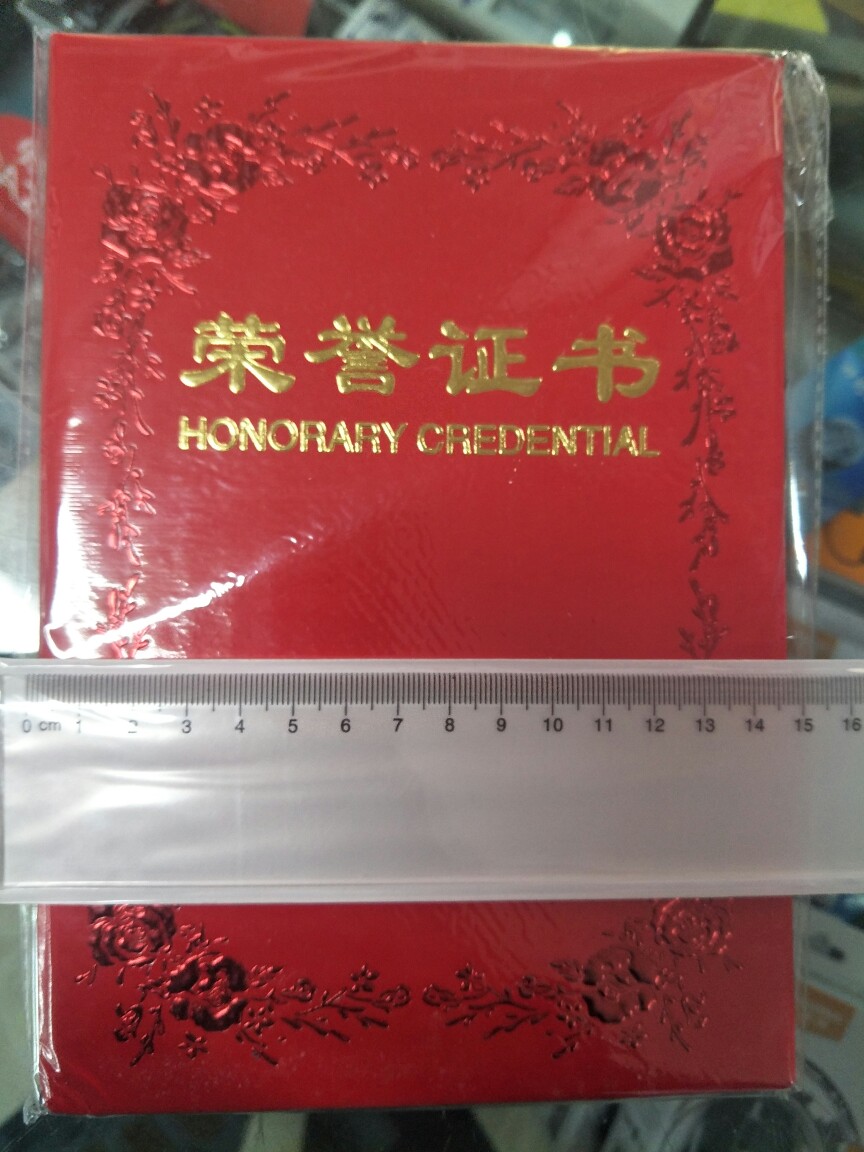 荣誉证书
HONORARY CREDENTIAL
0 cm 1 2 3 4 5 6 7 8 9 10 11 12 13 14 15 16